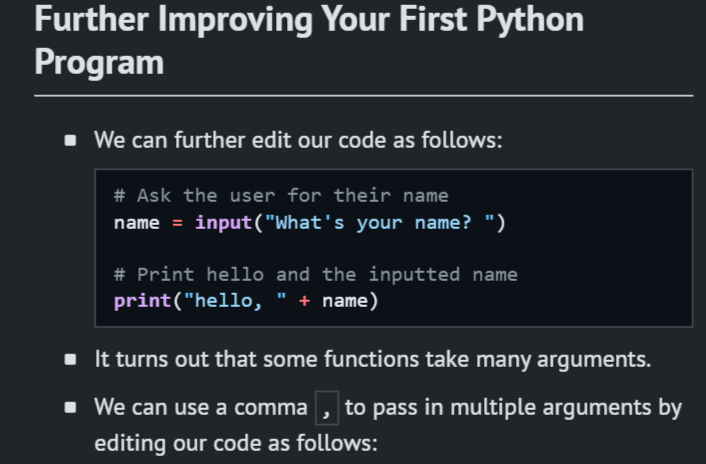 Further Improving Your First Python
Program
We can further edit our code as follows:
# Ask the user for their name
name = input("What's your name? ")
# Print hello and the inputted name
print("hello, " + name)
It turns out that some functions take many arguments.
We can use a comma , to pass in multiple arguments by
editing our code as follows: